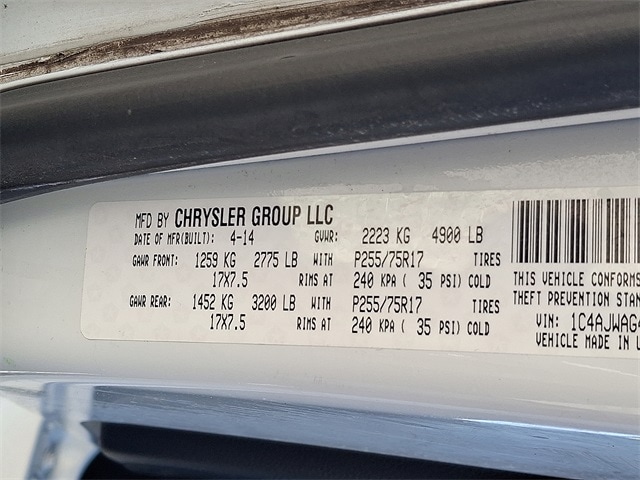 MFD BY CHRYSLER GROUP LLC
DATE OF MFR(BUILT): 4-14 GVWR: 2223 KG 4900 LB
GAWR FRONT: 1259 KG 2775 LB WITH P255/75R17 TIRES
17X7.5 RIMS AT 240 KPA ( 35 PSI) COLD
GAWR REAR: 1452 KG 3200 LB WITH P255/75R17 TIRES
17X7.5 RIMS AT 240 KPA ( 35 PSI) COLD
THIS VEHICLE CONFORMS
THEFT PREVENTION STAN
VIN: 1C4AJWAG
VEHICLE MADE IN U